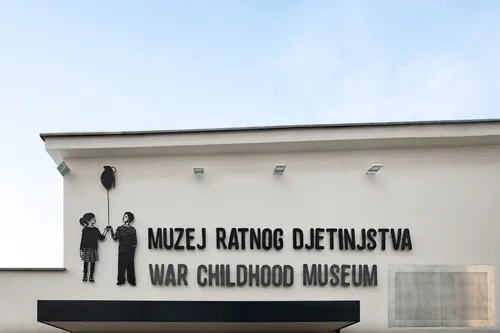 MUZEJ RATNOG DJETINJSTVA
WAR CHILDHOOD MUSEUM